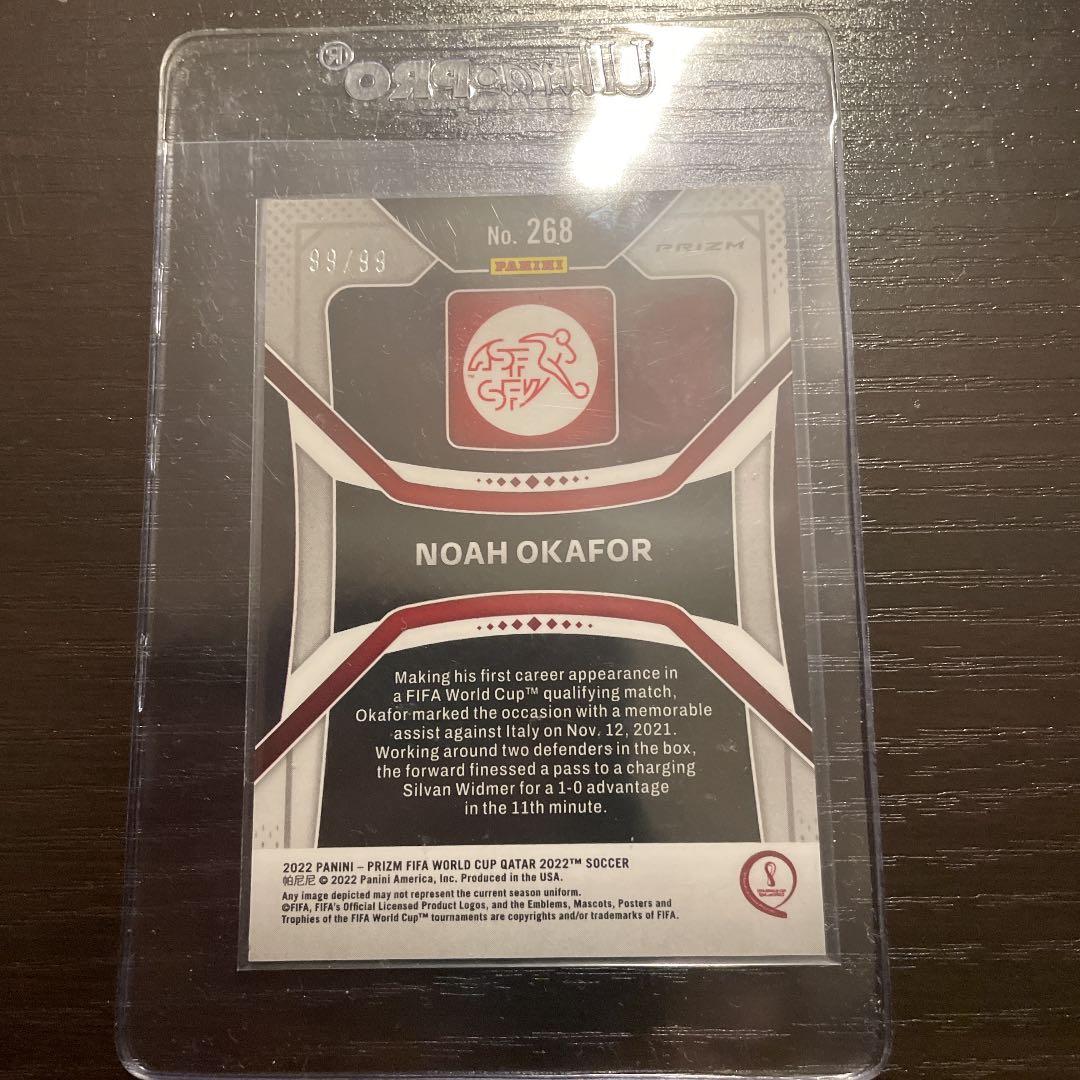 Ultra PRO®
No. 268
99/99
PRIZM
PANINI
ASF
SFV
NOAH OKAFOR
Making his first career appearance in
a FIFA World Cup™ qualifying match,
Okafor marked the occasion with a memorable
assist against Italy on Nov. 12, 2021.
Working around two defenders in the box,
the forward finessed a pass to a charging
Silvan Widmer for a 1-0 advantage
in the 11th minute.
2022 PANINI – PRIZM FIFA WORLD CUP QATAR 2022™ SOCCER
帕尼尼 © 2022 Panini America, Inc. Produced in the USA.
Any image depicted may not represent the current season uniform.
©FIFA, FIFA's Official Licensed Product Logos, and the Emblems, Mascots, Posters and
Trophies of the FIFA World Cup™ tournaments are copyrights and/or trademarks of FIFA.